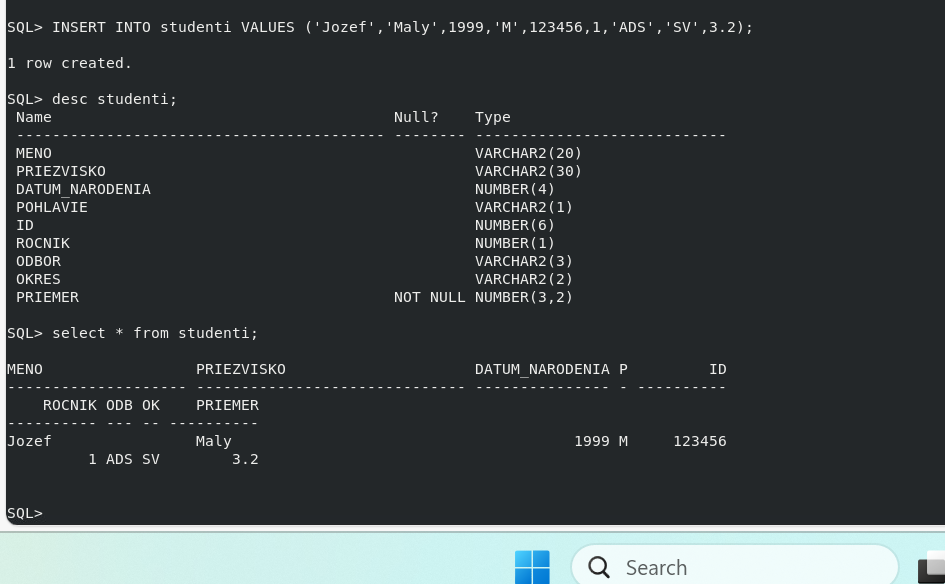 SQL> INSERT INTO studenti VALUES ('Jozef','Maly',1999,'M',123456,1,'ADS','SV',3.2);
1 row created.
SQL> desc studenti;
Name Null? Type
----------------------------------------- -------- ----------------------------
MENO VARCHAR2(20)
PRIEZVISKO VARCHAR2(30)
DATUM_NARODENIA NUMBER(4)
POHLAVIE VARCHAR2(1)
ID NUMBER(6)
ROCNIK NUMBER(1)
ODBOR VARCHAR2(3)
OKRES VARCHAR2(2)
PRIEMER NOT NULL NUMBER(3,2)
SQL> select * from studenti;
MENO PRIEZVISKO DATUM_NARODENIA P ID
-------------------- ------------------------------ --------------- - ----------
ROCNIK ODB OK PRIEMER
---------- --- -- ----------
Jozef Maly 1999 M 123456
1 ADS SV 3.2
SQL>
Search